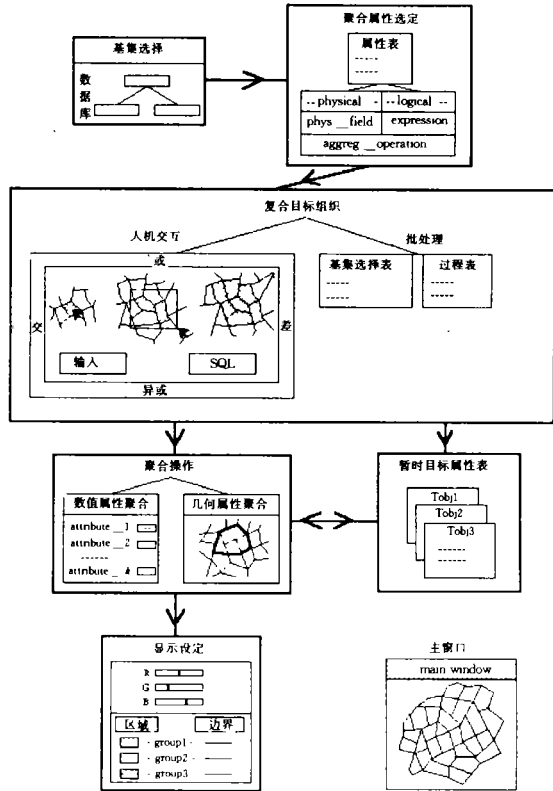 聚合属性选定
属性表
基集选择
数据库
physical logical
phys _ field expression
aggreg _ operation
复合目标组织
人机交互
批处理
或
交
差
异或
输入
SQL
基集选择表
过程表
聚合操作
数值属性聚合
attribute _ 1
attribute _ 2
attribute _ k
几何属性聚合
暂时目标属性表
Tobj1
Tobj2
Tobj3
显示设定
R
G
B
区域
边界
group1
group2
group3
主窗口
main window